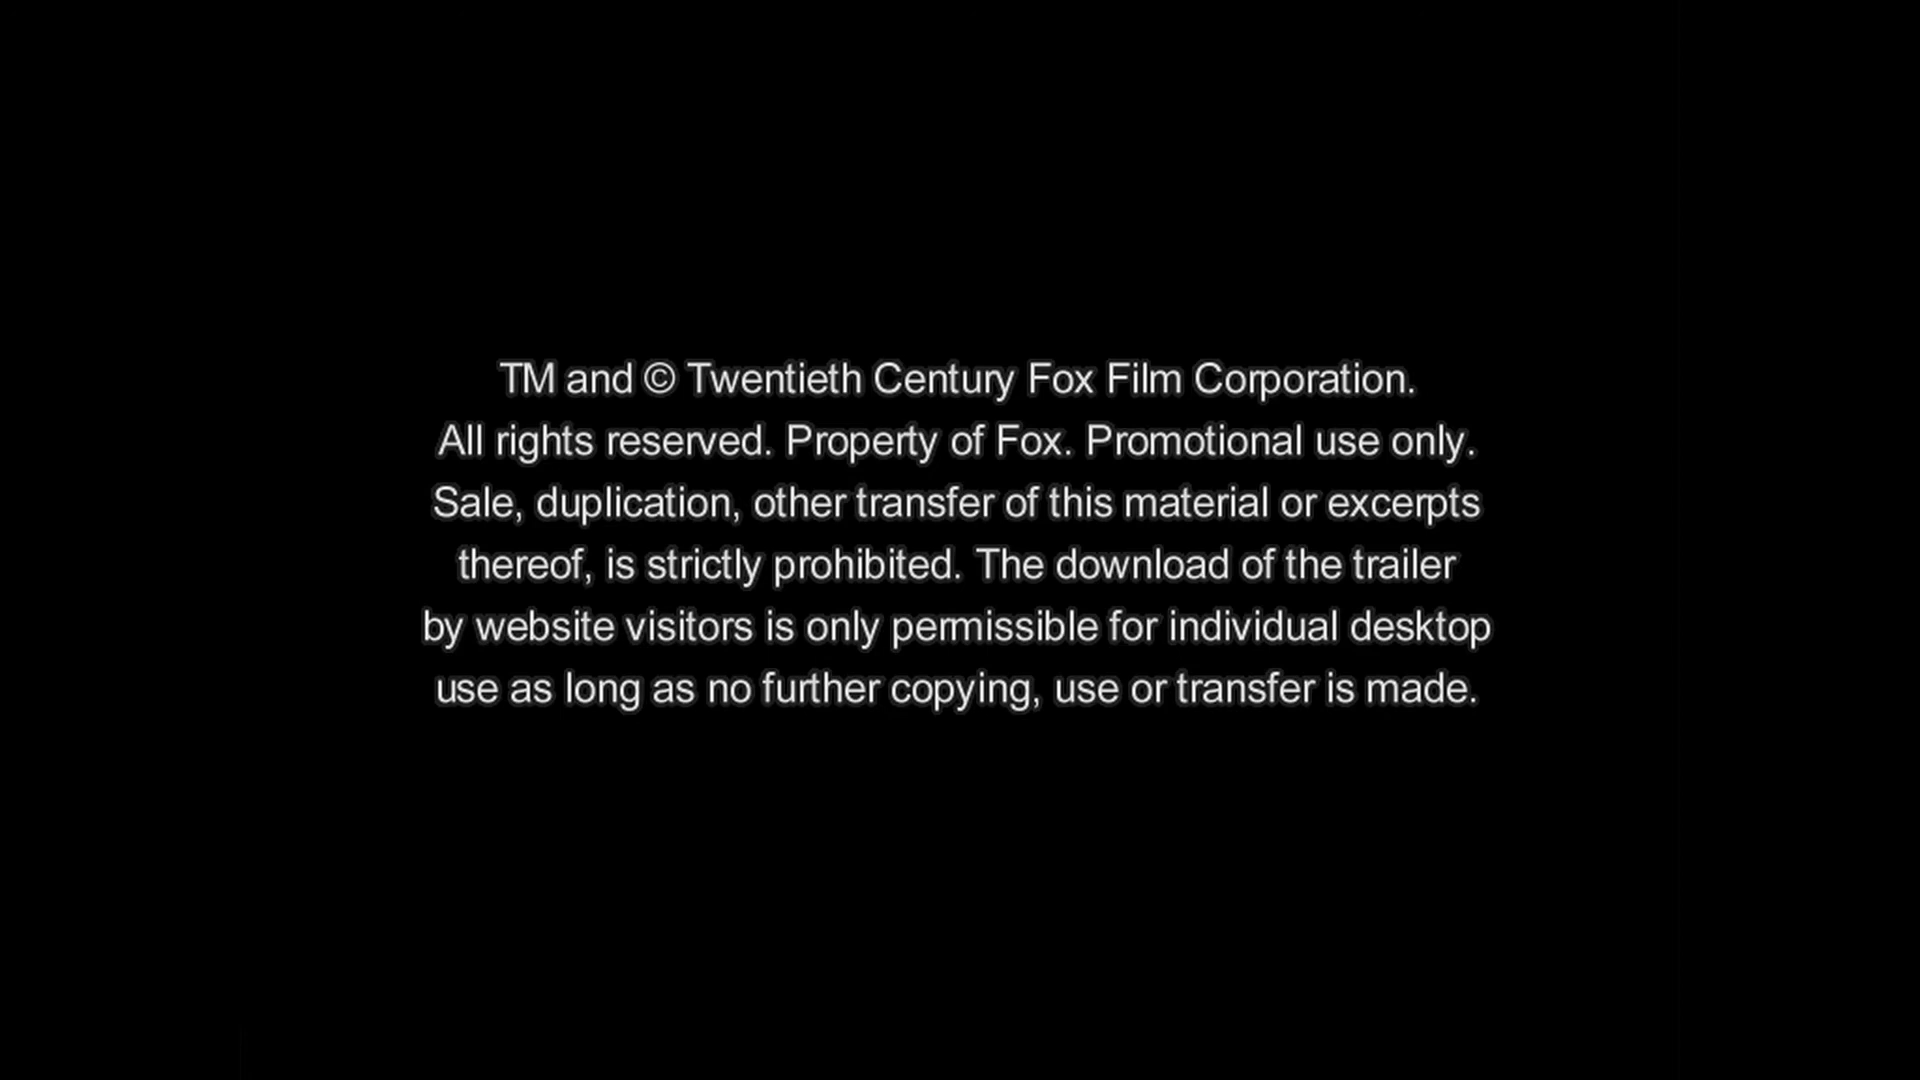 TM and © Twentieth Century Fox Film Corporation.
All rights reserved. Property of Fox. Promotional use only.
Sale, duplication, other transfer of this material or excerpts
thereof, is strictly prohibited. The download of the trailer
by website visitors is only permissible for individual desktop
use as long as no further copying, use or transfer is made.